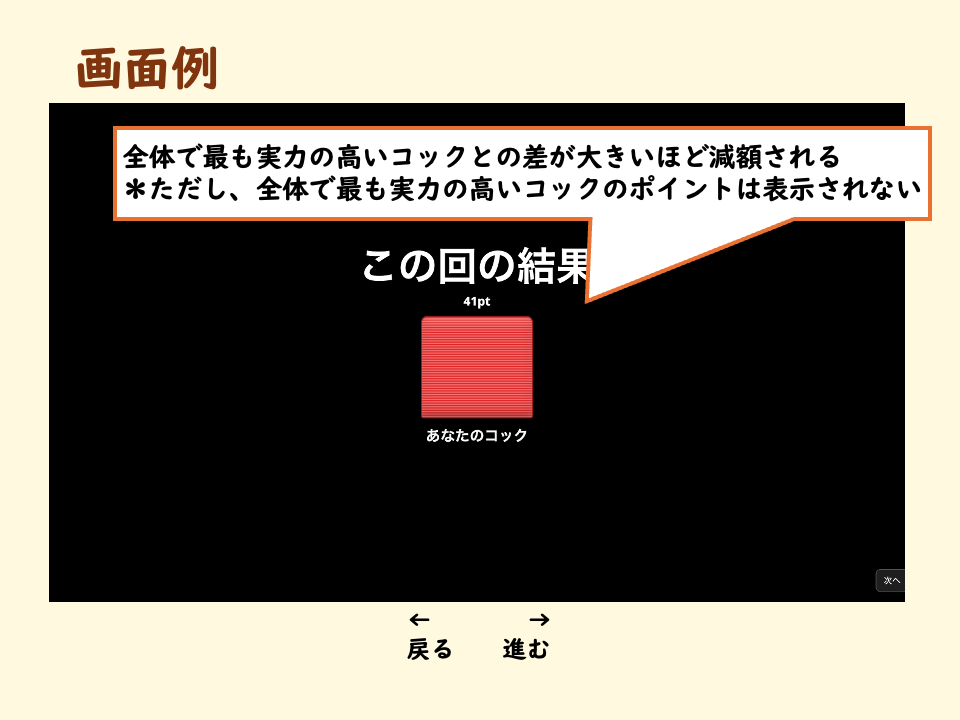 画面例
全体で最も実力の高いコックとの差が大きいほど減額される
＊ただし、全体で最も実力の高いコックのポイントは表示されない
この回の結果
41pt
あなたのコック
次へ
← →
戻る 進む